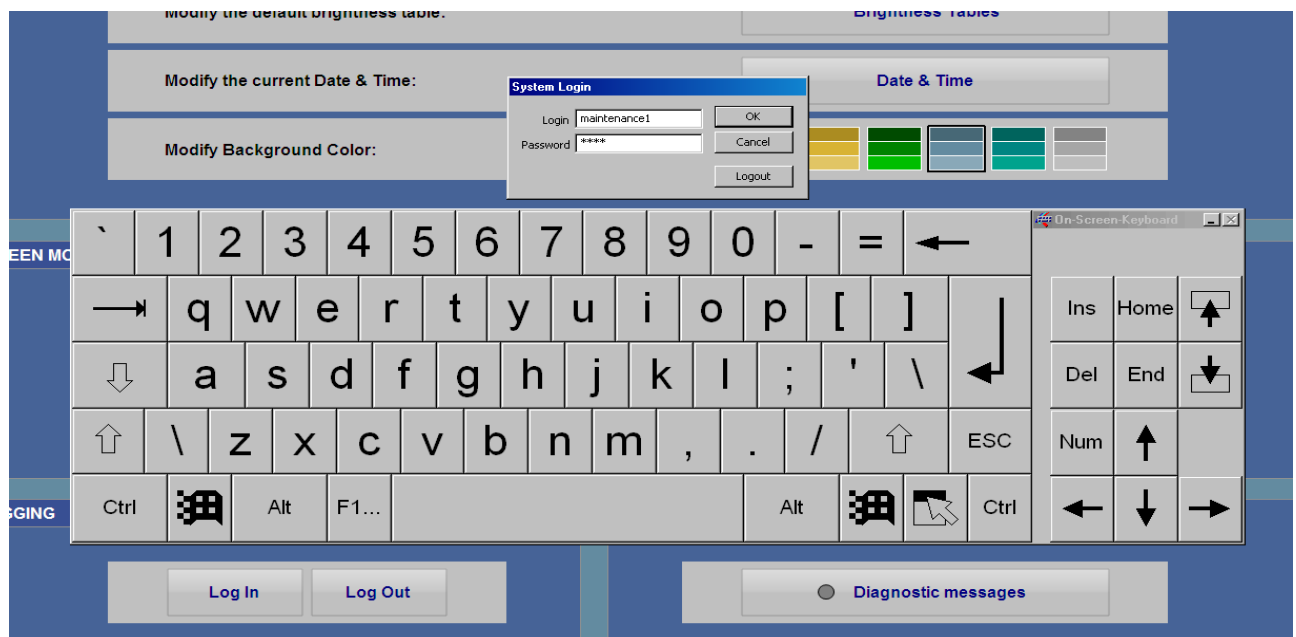 Modify the default brightness table:
Brightness Tables
Modify the current Date & Time:
Date & Time
System Login
Login maintenance1
OK
Password ****
Cancel
Logout
Modify Background Color:
On-Screen-Keyboard
EEN MO
` 1 2 3 4 5 6 7 8 9 0 - =
q w e r t y u i o p [ ]
Ins Home
a s d f g h j k l ; ' \
Del End
\ z x c v b n m , . /
ESC
Num
GGING
Ctrl Alt F1... Alt Ctrl
Log In
Log Out
Diagnostic messages